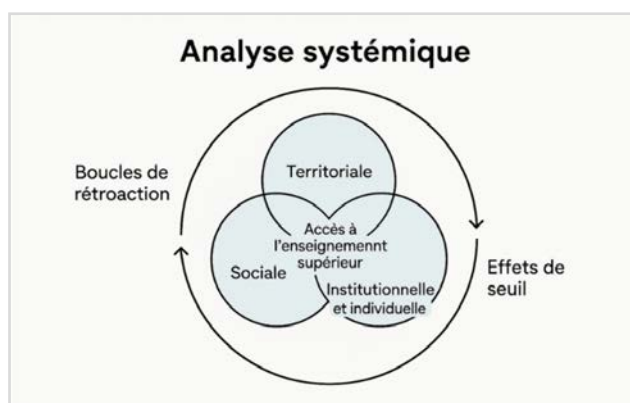 Analyse systémique
Boucles de
rétroaction
Territoriale
Accès à
l'enseignemennt
supérieur
Sociale
Institutionnelle
et individuelle
Effets de
seuil